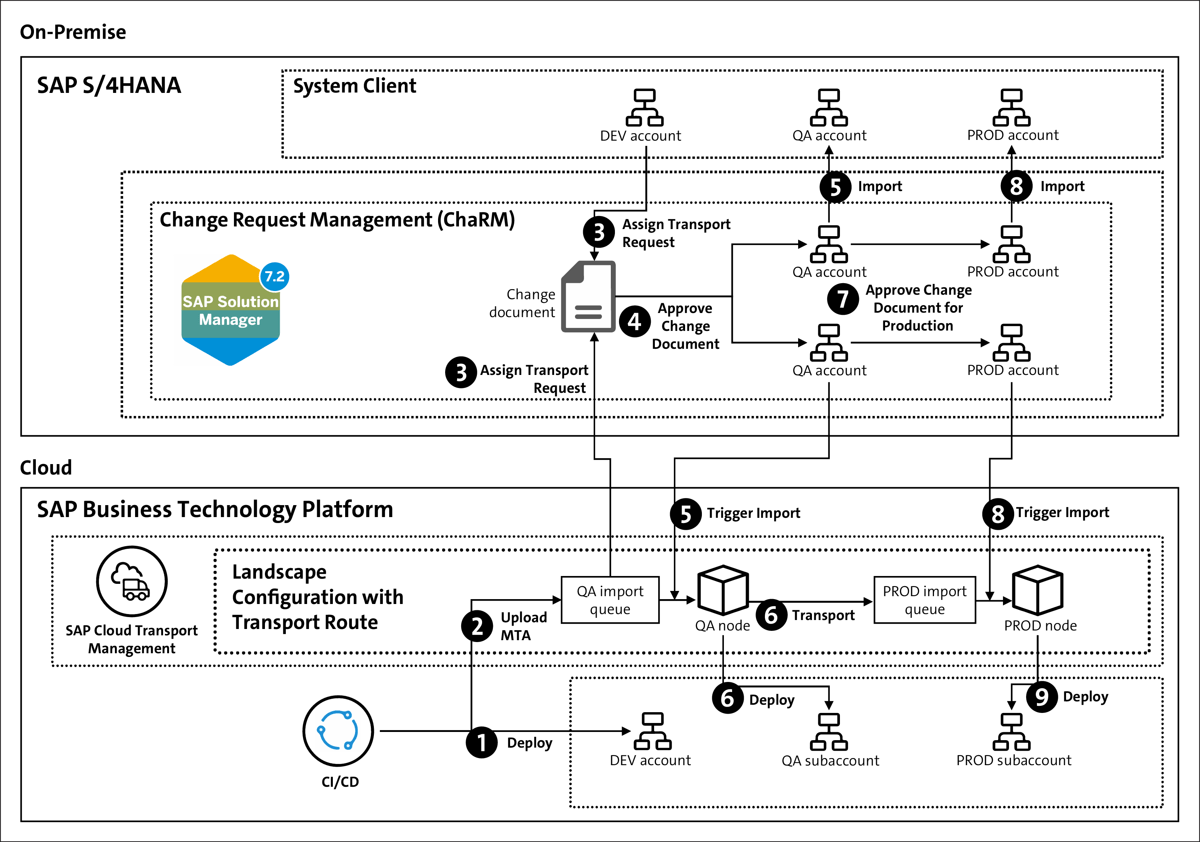 On-Premise
SAP S/4HANA
System Client
DEV account
QA account
PROD account
5
Import
8
Import
Change Request Management (ChaRM)
3
Assign Transport
Request
7.2
SAP Solution
Manager
Change
document
4
Approve
Change
Document
QA account
PROD account
7
Approve Change
Document for
Production
QA account
PROD account
3
Assign Transport
Request
Cloud
SAP Business Technology Platform
5
Trigger Import
8
Trigger Import
SAP Cloud Transport
Management
Landscape
Configuration with
Transport Route
2
Upload
MTA
QA import
queue
QA node
6
Transport
PROD import
queue
PROD node
6
Deploy
9
Deploy
CI/CD
1
Deploy
DEV account
QA subaccount
PROD subaccount